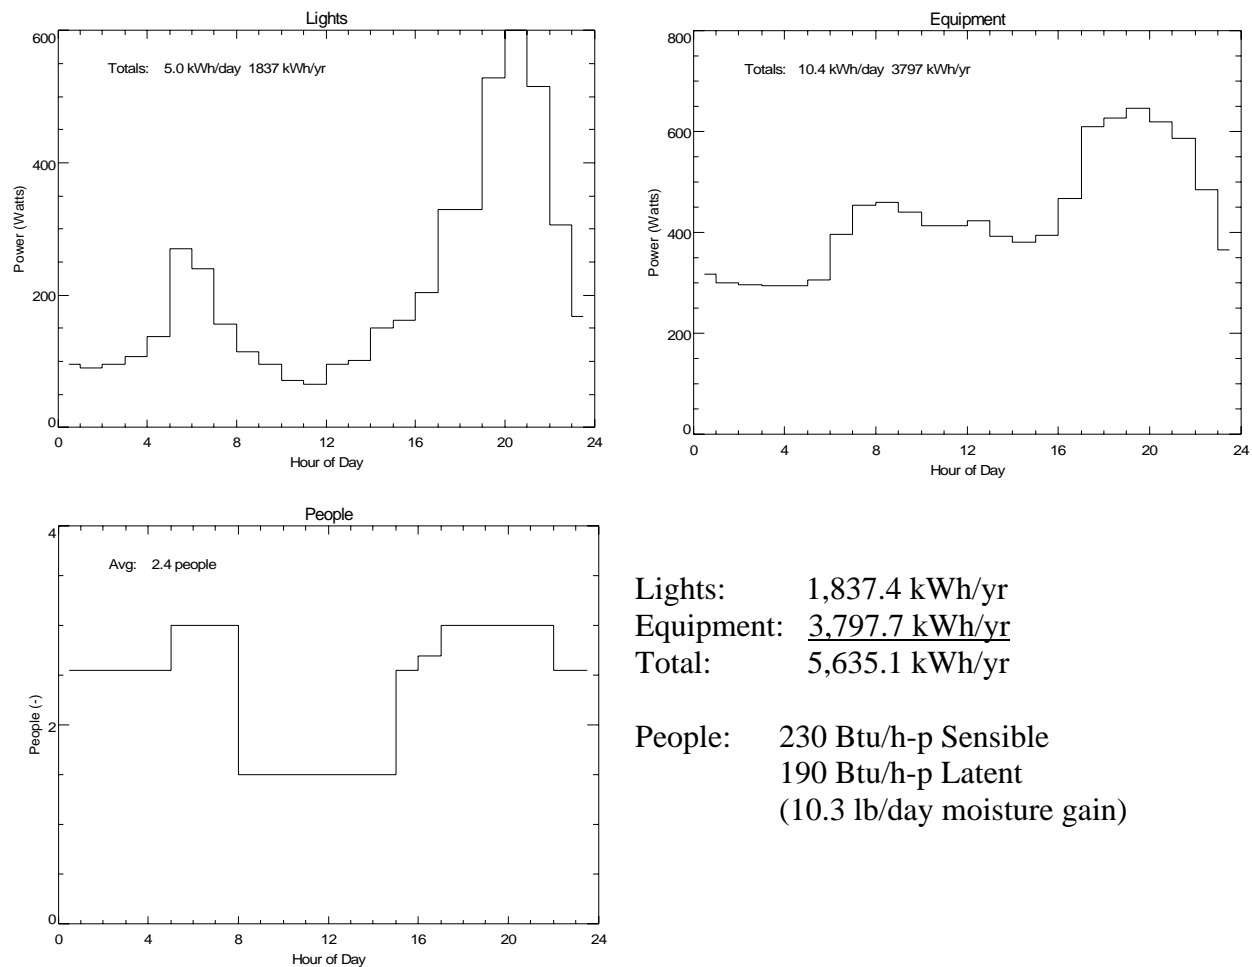 Lights
600
Totals: 5.0 kWh/day 1837 kWh/yr
400
Power (Watts)
200
0
0 4 8 12 16 20 24
Hour of Day
Equipment
800
Totals: 10.4 kWh/day 3797 kWh/yr
600
Power (Watts)
400
200
0
0 4 8 12 16 20 24
Hour of Day
People
4
Avg: 2.4 people
People (-)
2
0
0 4 8 12 16 20 24
Hour of Day
Lights: 1,837.4 kWh/yr
Equipment: 3,797.7 kWh/yr
Total: 5,635.1 kWh/yr
People: 230 Btu/h-p Sensible
190 Btu/h-p Latent
(10.3 lb/day moisture gain)